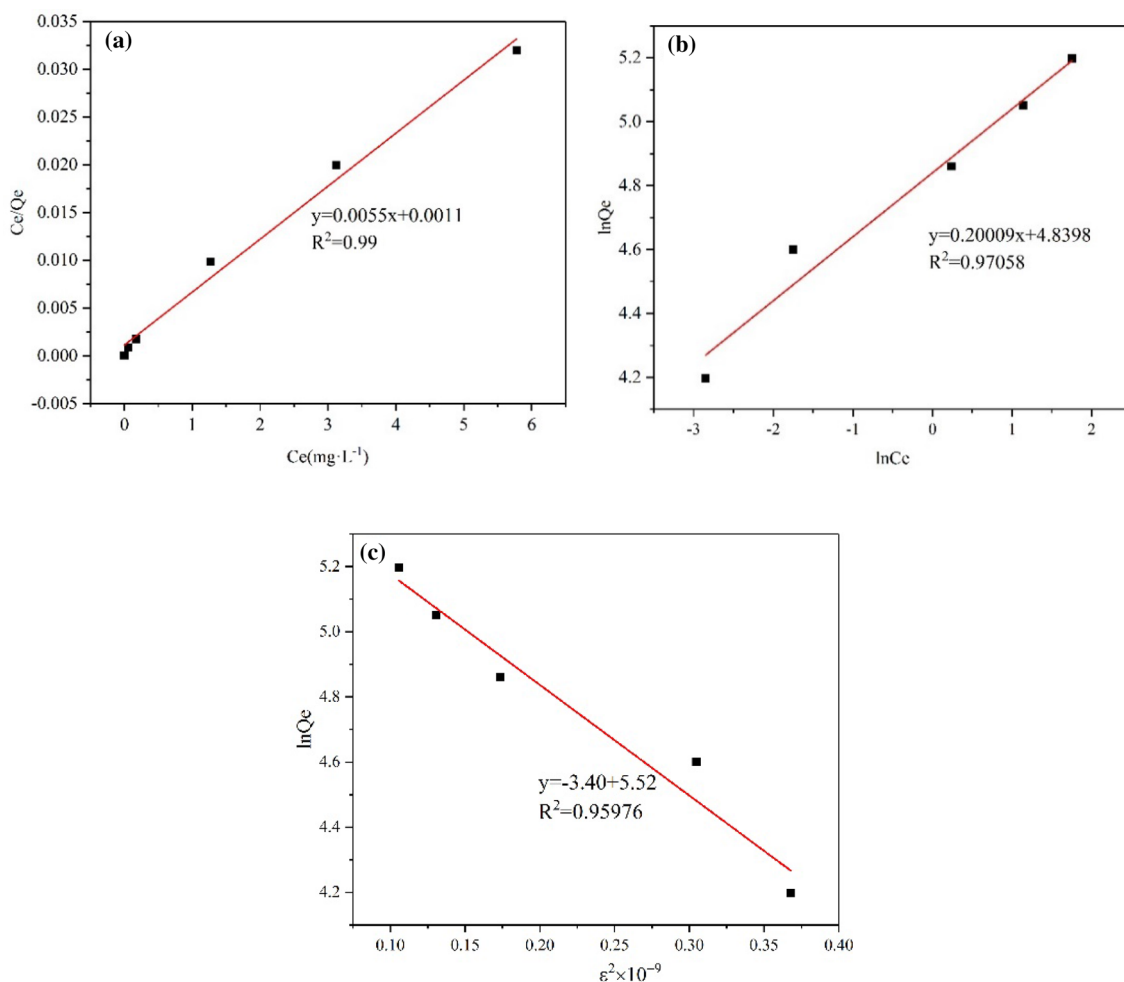 (a)
0.035
0.030
0.025
0.020
0.015
0.010
0.005
0.000
-0.005
Ce/Qe
y=0.0055x+0.0011
R²=0.99
0 1 2 3 4 5 6
Ce(mg·L⁻¹)
(b)
5.2
5.0
4.8
4.6
4.4
4.2
lnQe
y=0.20009x+4.8398
R²=0.97058
-3 -2 -1 0 1 2
lnCe
(c)
5.2
5.0
4.8
4.6
4.4
4.2
lnQe
y=-3.40+5.52
R²=0.95976
0.10 0.15 0.20 0.25 0.30 0.35 0.40
ε²×10⁻⁹